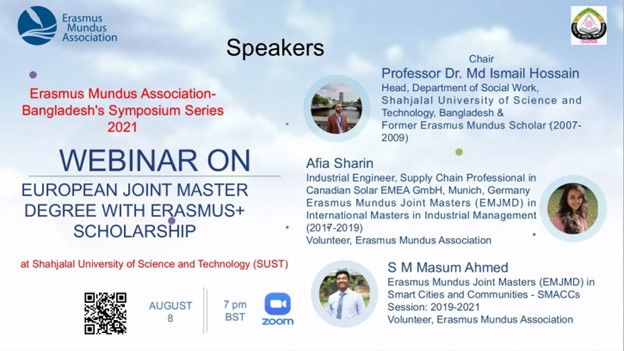 Erasmus
Mundus
Association
Speakers
Erasmus Mundus Association-
Bangladesh's Symposium Series
2021
WEBINAR ON
EUROPEAN JOINT MASTER
DEGREE WITH ERASMUS+
SCHOLARSHIP
at Shahjalal University of Science and Technology (SUST)
AUGUST
8
7 pm
BST
zoom
Chair
Professor Dr. Md Ismail Hossain
Head, Department of Social Work,
Shahjalal University of Science and
Technology, Bangladesh &
Former Erasmus Mundus Scholar (2007-
2009)
Afia Sharin
Industrial Engineer, Supply Chain Professional in
Canadian Solar EMEA GmbH, Munich, Germany
Erasmus Mundus Joint Masters (EMJMD) in
International Masters in Industrial Management
(2017-2019)
Volunteer, Erasmus Mundus Association
S M Masum Ahmed
Erasmus Mundus Joint Masters (EMJMD) in
Smart Cities and Communities - SMACCs
Session: 2019-2021
Volunteer, Erasmus Mundus Association